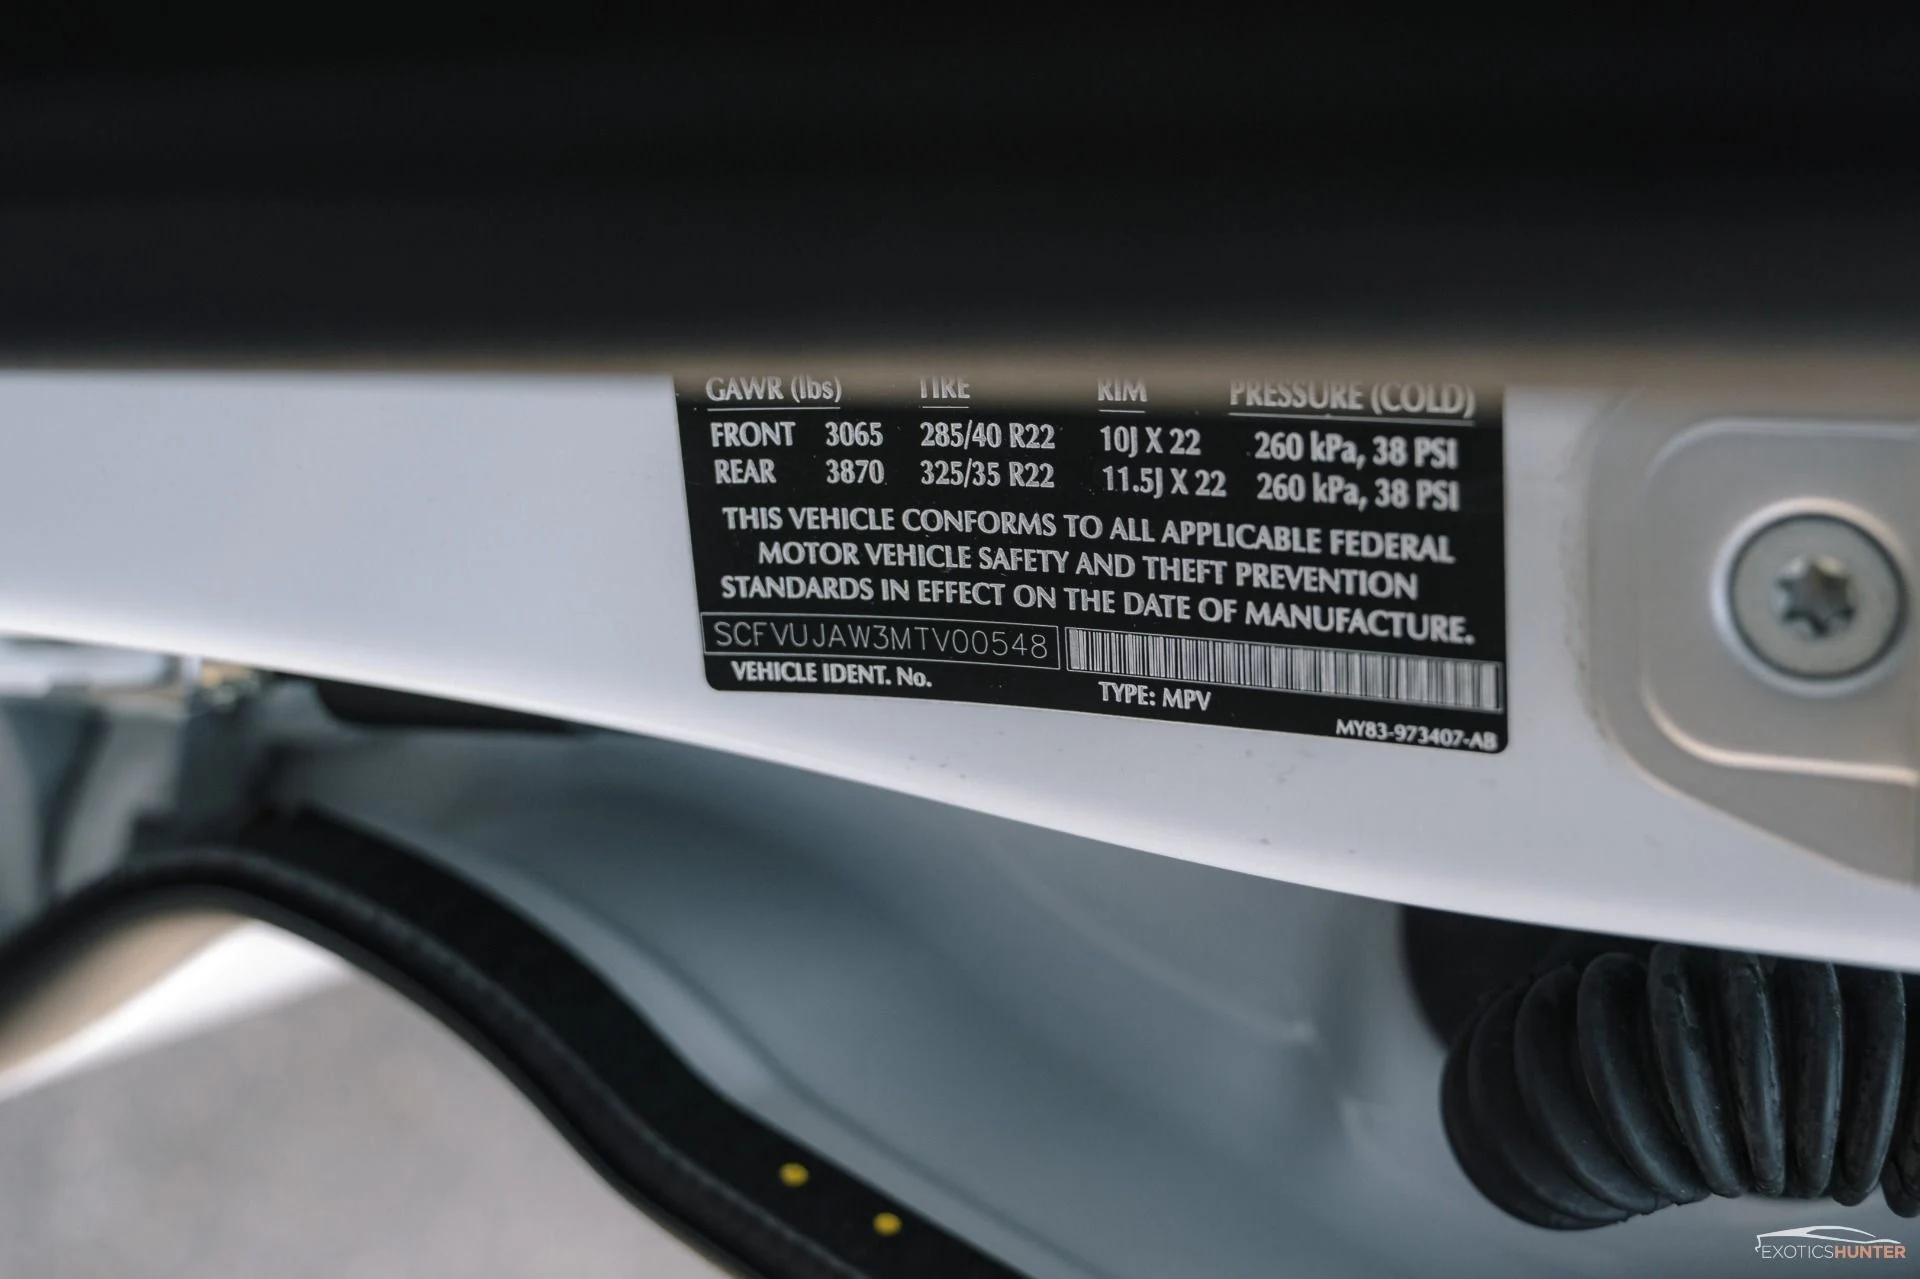 GAWR (lbs) TIRE RIM PRESSURE (COLD)
FRONT 3065 285/40 R22 10J X 22 260 kPa, 38 PSI
REAR 3870 325/35 R22 11.5J X 22 260 kPa, 38 PSI
THIS VEHICLE CONFORMS TO ALL APPLICABLE FEDERAL
MOTOR VEHICLE SAFETY AND THEFT PREVENTION
STANDARDS IN EFFECT ON THE DATE OF MANUFACTURE.
SCFVUJAW3MTV00548
VEHICLE IDENT. No.
TYPE: MPV
MY83-973407-AB
EXOTICSHUNTER